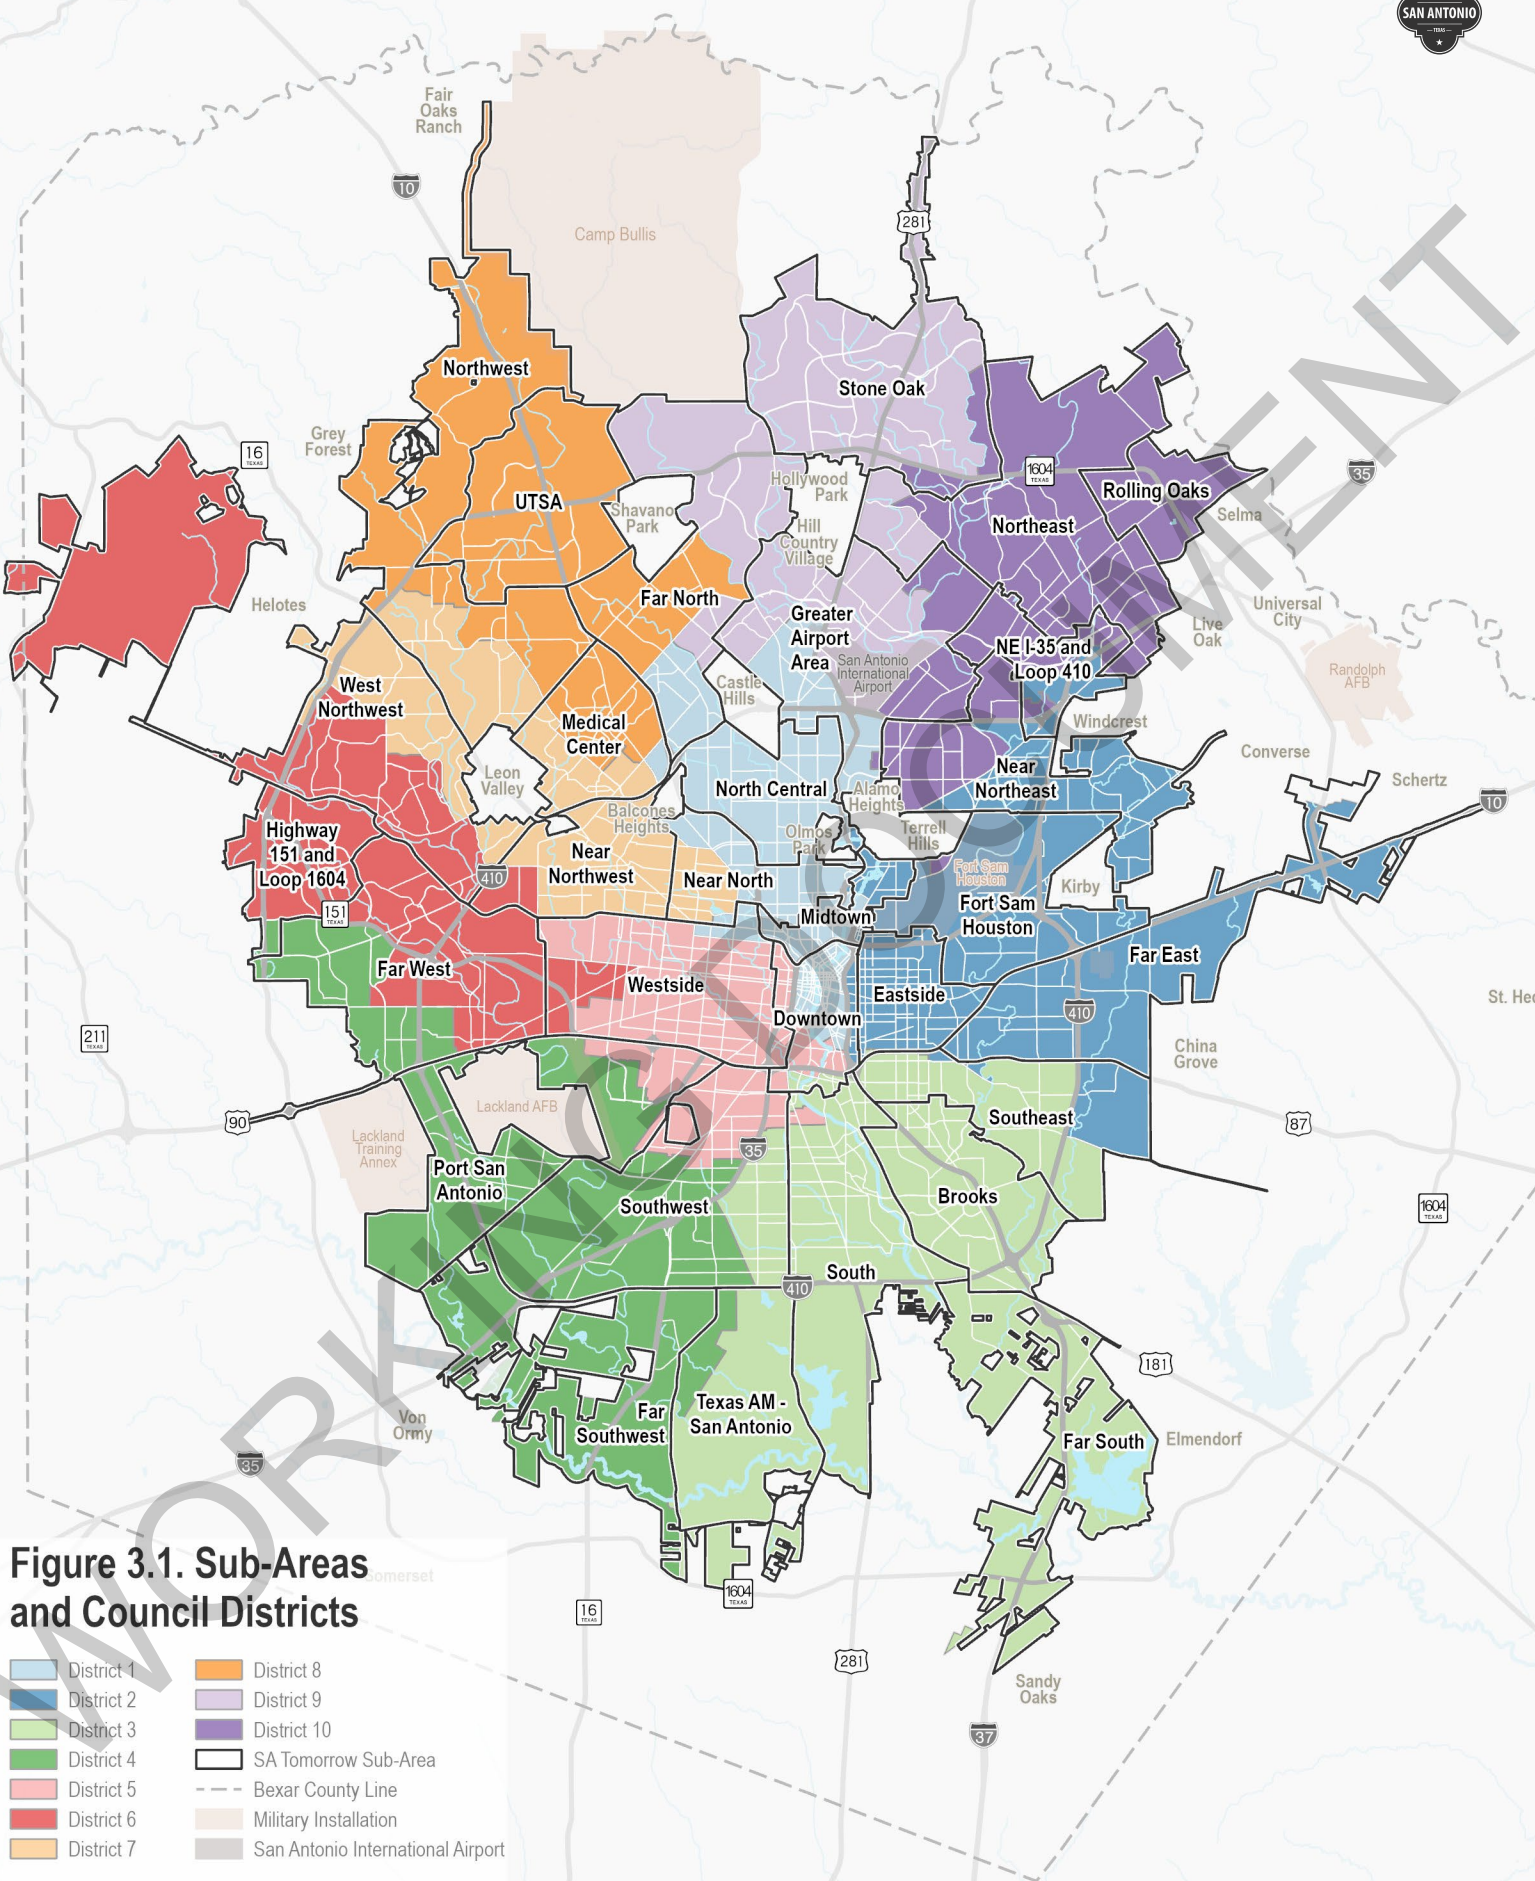 SAN ANTONIO
TEXAS
Fair
Oaks
Ranch
10
Camp Bullis
281
Northwest
Stone Oak
Grey
Forest
16
TEXAS
35
1604
TEXAS
Hollywood
Park
Rolling Oaks
UTSA
Shavano
Park
Selma
Northeast
Hill
Country
Village
Helotes
Far North
Greater
Airport
Area
Universal
City
Live
Oak
NE I-35 and
Loop 410
San Antonio
International
Airport
Randolph
AFB
West
Northwest
Castle
Hills
Medical
Center
Windcrest
Converse
Leon
Valley
North Central
Near
Northeast
Schertz
Alamo
Heights
10
Balcones
Heights
Olmos
Park
Terrell
Hills
Highway
151 and
Loop 1604
Near
Northwest
410
Near North
Fort Sam
Houston
Kirby
151
TEXAS
Midtown
Fort Sam
Houston
Far West
Far East
Westside
Eastside
St. Hec
410
Downtown
211
TEXAS
China
Grove
Lackland AFB
90
Southeast
87
Lackland
Training
Annex
35
Port San
Antonio
Brooks
Southwest
1604
TEXAS
South
410
181
Texas AM -
San Antonio
Far
Southwest
Von
Ormy
Far South
Elmendorf
35
Somerset
1604
TEXAS
16
TEXAS
281
Sandy
Oaks
37
WORKING DOCUMENT
Figure 3.1. Sub-Areas
and Council Districts
District 1
District 2
District 3
District 4
District 5
District 6
District 7
District 8
District 9
District 10
SA Tomorrow Sub-Area
Bexar County Line
Military Installation
San Antonio International Airport